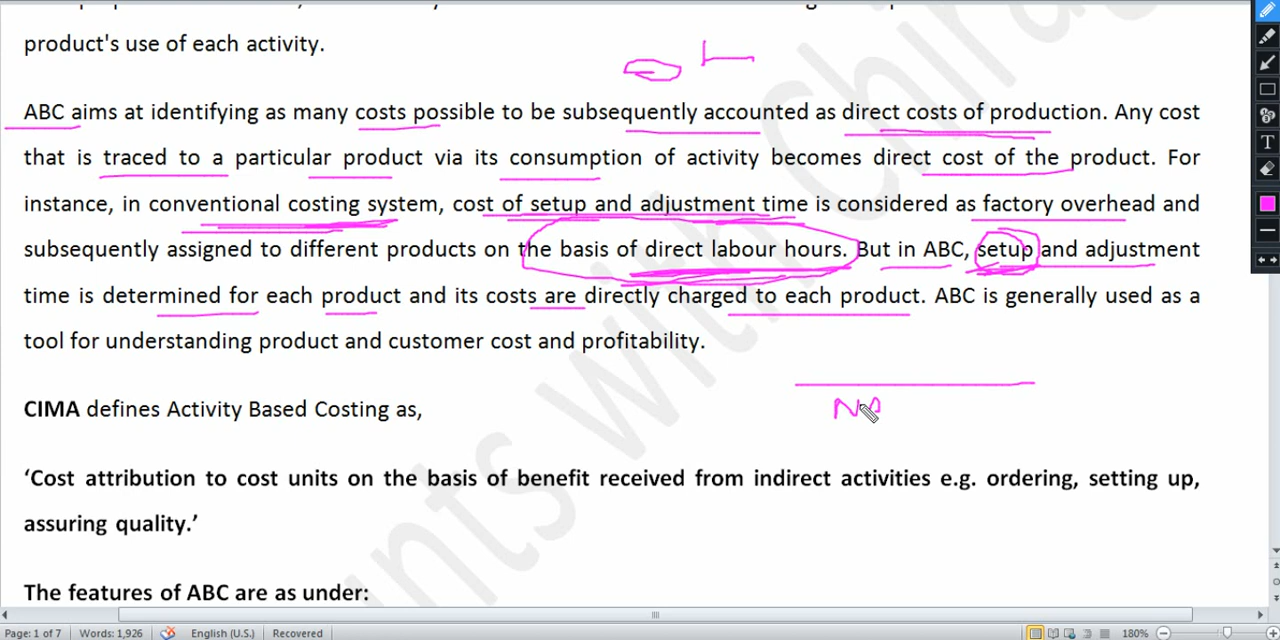 product's use of each activity.
ABC aims at identifying as many costs possible to be subsequently accounted as direct costs of production. Any cost
that is traced to a particular product via its consumption of activity becomes direct cost of the product. For
instance, in conventional costing system, cost of setup and adjustment time is considered as factory overhead and
subsequently assigned to different products on the basis of direct labour hours. But in ABC, setup and adjustment
time is determined for each product and its costs are directly charged to each product. ABC is generally used as a
tool for understanding product and customer cost and profitability.
CIMA defines Activity Based Costing as,
‘Cost attribution to cost units on the basis of benefit received from indirect activities e.g. ordering, setting up,
assuring quality.’
The features of ABC are as under:
Page: 1 of 7 Words: 1,926 English (U.S.) Recovered 180%